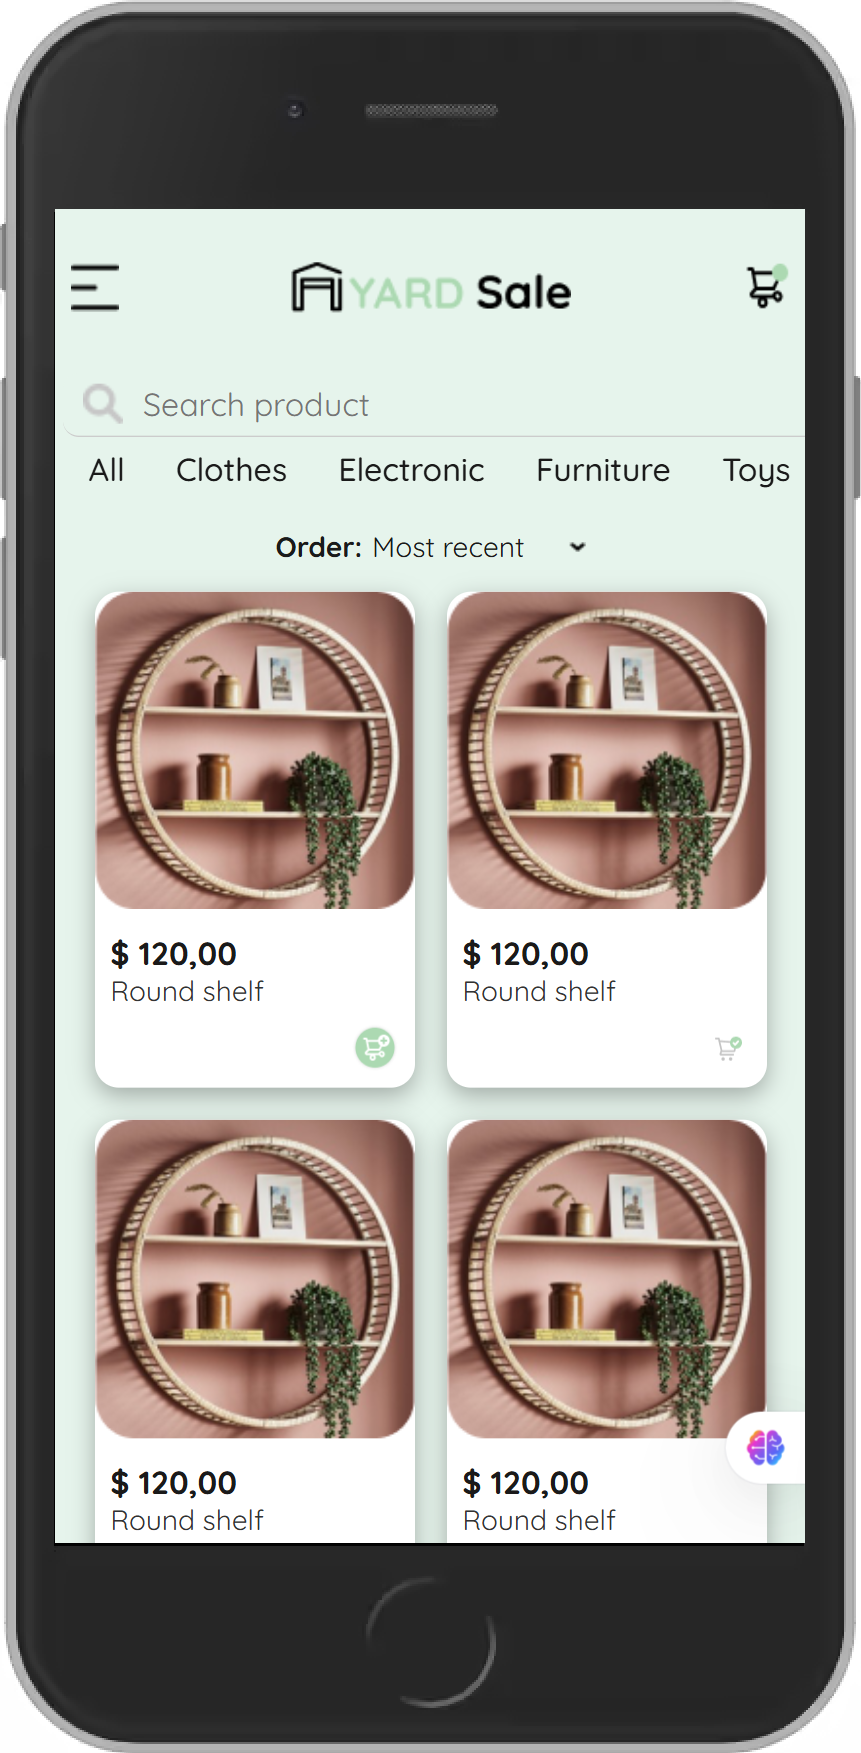 YARD Sale
Search product
All Clothes Electronic Furniture Toys
Order: Most recent
$ 120,00
Round shelf
$ 120,00
Round shelf
$ 120,00
Round shelf
$ 120,00
Round shelf